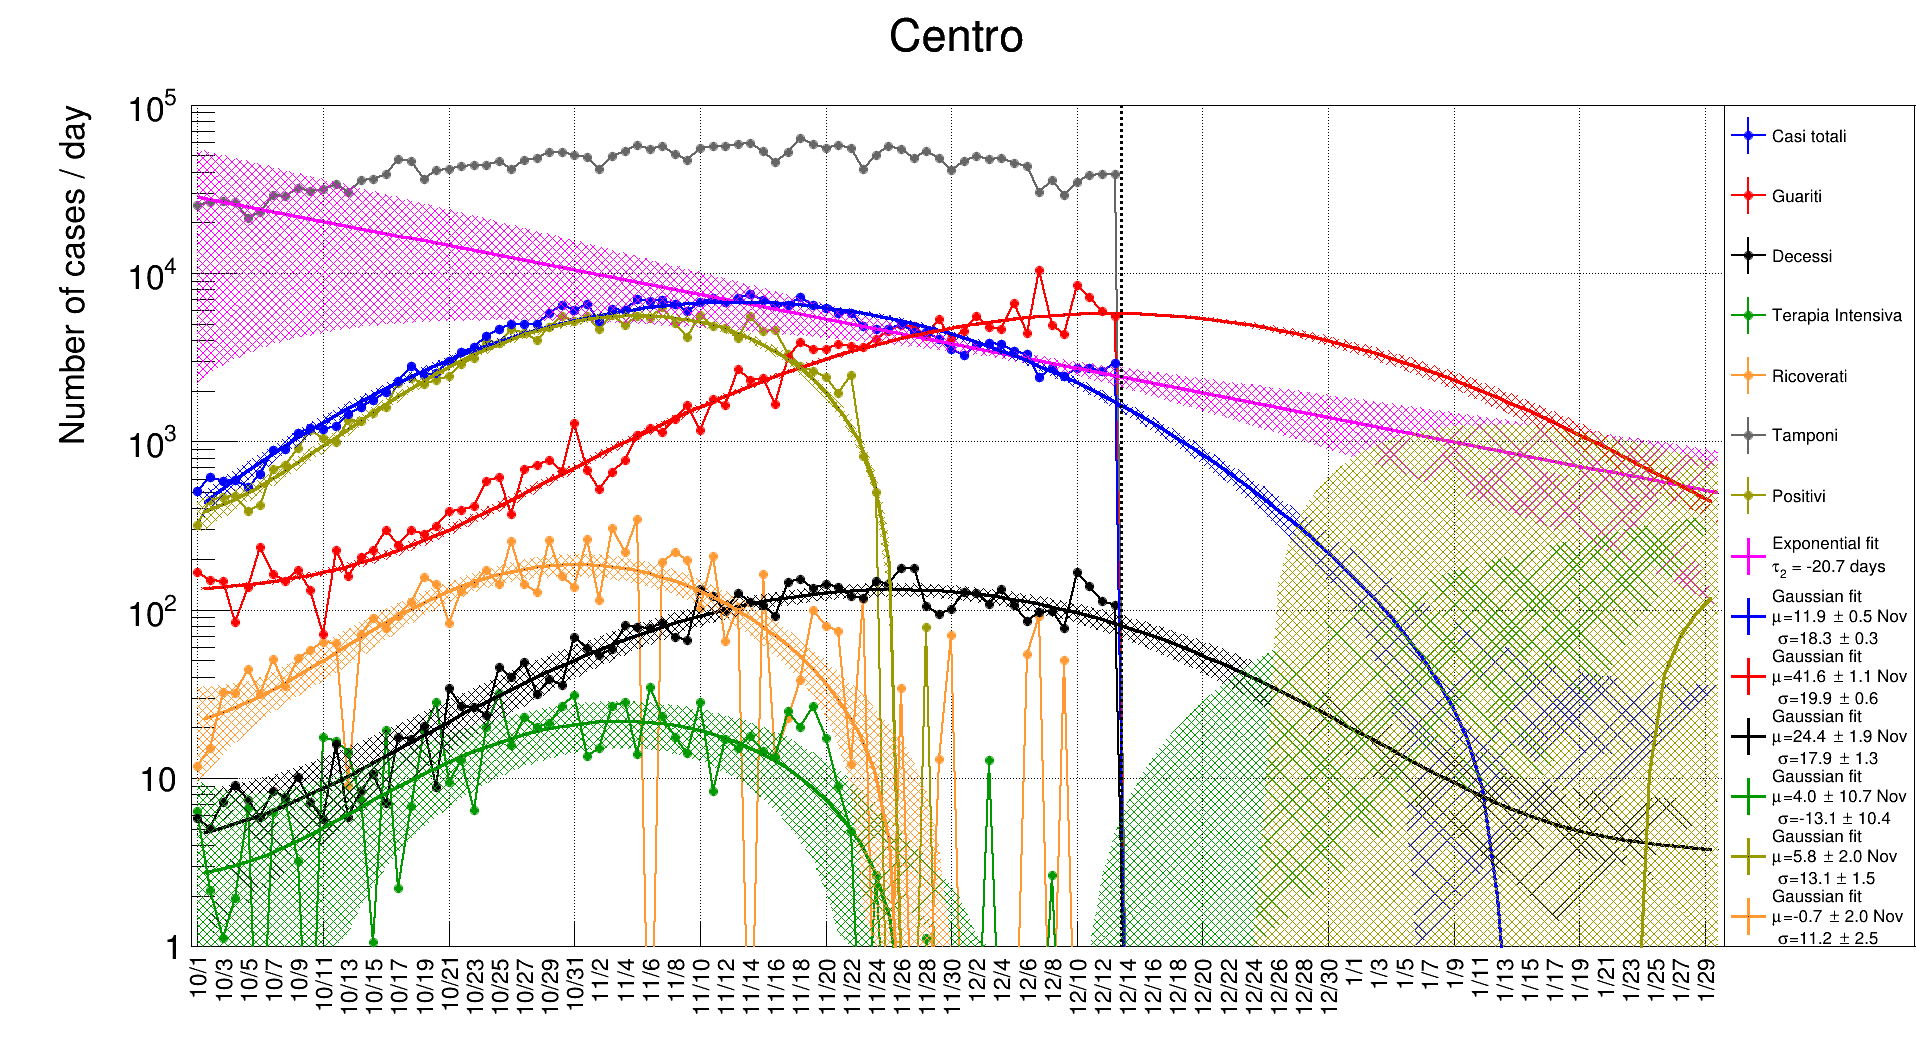 Centro
Number of cases / day
10⁵
10⁴
10³
10²
10
1
10/1 10/3 10/5 10/7 10/9 10/11 10/13 10/15 10/17 10/19 10/21 10/23 10/25 10/27 10/29 10/31 11/2 11/4 11/6 11/8 11/10 11/12 11/14 11/16 11/18 11/20 11/22 11/24 11/26 11/28 11/30 12/2 12/4 12/6 12/8 12/10 12/12 12/14 12/16 12/18 12/20 12/22 12/24 12/26 12/28 12/30 1/1 1/3 1/5 1/7 1/9 1/11 1/13 1/15 1/17 1/19 1/21 1/23 1/25 1/27 1/29
Casi totali
Guariti
Decessi
Terapia Intensiva
Ricoverati
Tamponi
Positivi
Exponential fit
τ₂ = -20.7 days
Gaussian fit
μ=11.9 ± 0.5 Nov
σ=18.3 ± 0.3
Gaussian fit
μ=41.6 ± 1.1 Nov
σ=19.9 ± 0.6
Gaussian fit
μ=24.4 ± 1.9 Nov
σ=17.9 ± 1.3
Gaussian fit
μ=4.0 ± 10.7 Nov
σ=-13.1 ± 10.4
Gaussian fit
μ=5.8 ± 2.0 Nov
σ=13.1 ± 1.5
Gaussian fit
μ=-0.7 ± 2.0 Nov
σ=11.2 ± 2.5